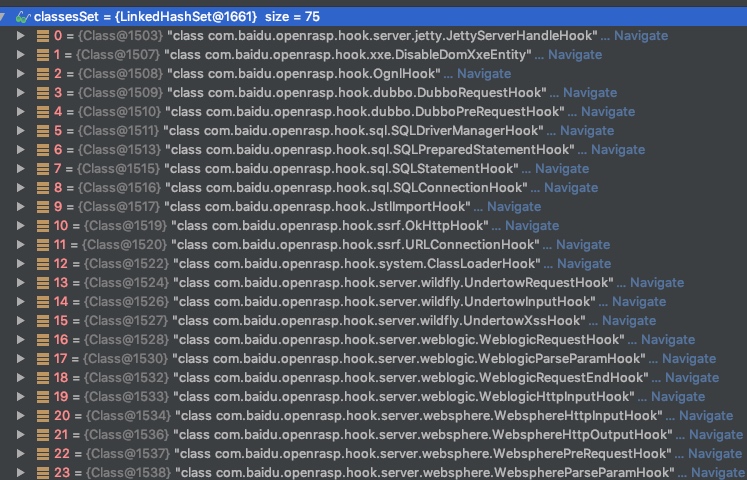 classesSet = {LinkedHashSet@1661} size = 75
0 = {Class@1503} "class com.baidu.openrasp.hook.server.jetty.JettyServerHandleHook" ... Navigate
1 = {Class@1507} "class com.baidu.openrasp.hook.xxe.DisableDomXxeEntity" ... Navigate
2 = {Class@1508} "class com.baidu.openrasp.hook.OgnlHook" ... Navigate
3 = {Class@1509} "class com.baidu.openrasp.hook.dubbo.DubboRequestHook" ... Navigate
4 = {Class@1510} "class com.baidu.openrasp.hook.dubbo.DubboPreRequestHook" ... Navigate
5 = {Class@1511} "class com.baidu.openrasp.hook.sql.SQLDriverManagerHook" ... Navigate
6 = {Class@1513} "class com.baidu.openrasp.hook.sql.SQLPreparedStatementHook" ... Navigate
7 = {Class@1515} "class com.baidu.openrasp.hook.sql.SQLStatementHook" ... Navigate
8 = {Class@1516} "class com.baidu.openrasp.hook.sql.SQLConnectionHook" ... Navigate
9 = {Class@1517} "class com.baidu.openrasp.hook.JstlImportHook" ... Navigate
10 = {Class@1519} "class com.baidu.openrasp.hook.ssrf.OkHttpHook" ... Navigate
11 = {Class@1520} "class com.baidu.openrasp.hook.ssrf.URLConnectionHook" ... Navigate
12 = {Class@1522} "class com.baidu.openrasp.hook.system.ClassLoaderHook" ... Navigate
13 = {Class@1524} "class com.baidu.openrasp.hook.server.wildfly.UndertowRequestHook" ... Navigate
14 = {Class@1526} "class com.baidu.openrasp.hook.server.wildfly.UndertowInputHook" ... Navigate
15 = {Class@1527} "class com.baidu.openrasp.hook.server.wildfly.UndertowXssHook" ... Navigate
16 = {Class@1528} "class com.baidu.openrasp.hook.server.weblogic.WeblogicRequestHook" ... Navigate
17 = {Class@1530} "class com.baidu.openrasp.hook.server.weblogic.WeblogicParseParamHook" ... Navigate
18 = {Class@1532} "class com.baidu.openrasp.hook.server.weblogic.WeblogicRequestEndHook" ... Navigate
19 = {Class@1533} "class com.baidu.openrasp.hook.server.weblogic.WeblogicHttpInputHook" ... Navigate
20 = {Class@1534} "class com.baidu.openrasp.hook.server.websphere.WebsphereHttpInputHook" ... Navigate
21 = {Class@1536} "class com.baidu.openrasp.hook.server.websphere.WebsphereHttpOutputHook" ... Navigate
22 = {Class@1537} "class com.baidu.openrasp.hook.server.websphere.WebspherePreRequestHook" ... Navigate
23 = {Class@1538} "class com.baidu.openrasp.hook.server.websphere.WebsphereParseParamHook" ... Navigate